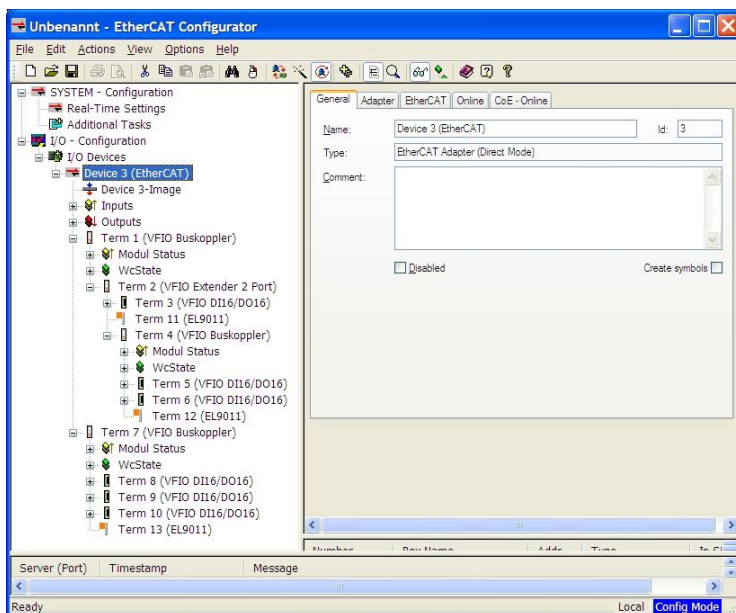 Unbenannt - EtherCAT Configurator
File Edit Actions View Options Help
SYSTEM - Configuration
Real-Time Settings
Additional Tasks
I/O - Configuration
I/O Devices
Device 3 (EtherCAT)
Device 3-Image
Inputs
Outputs
Term 1 (VFIO Buskoppler)
Modul Status
WcState
Term 2 (VFIO Extender 2 Port)
Term 3 (VFIO DI16/DO16)
Term 11 (EL9011)
Term 4 (VFIO Buskoppler)
Modul Status
WcState
Term 5 (VFIO DI16/DO16)
Term 6 (VFIO DI16/DO16)
Term 12 (EL9011)
Term 7 (VFIO Buskoppler)
Modul Status
WcState
Term 8 (VFIO DI16/DO16)
Term 9 (VFIO DI16/DO16)
Term 10 (VFIO DI16/DO16)
Term 13 (EL9011)
General Adapter EtherCAT Online CoE - Online
Name: Device 3 (EtherCAT) Id: 3
Type: EtherCAT Adapter (Direct Mode)
Comment:
Disabled Create symbols
Number Box Name Addr Type
Server (Port) Timestamp Message
Ready Local Config Mode